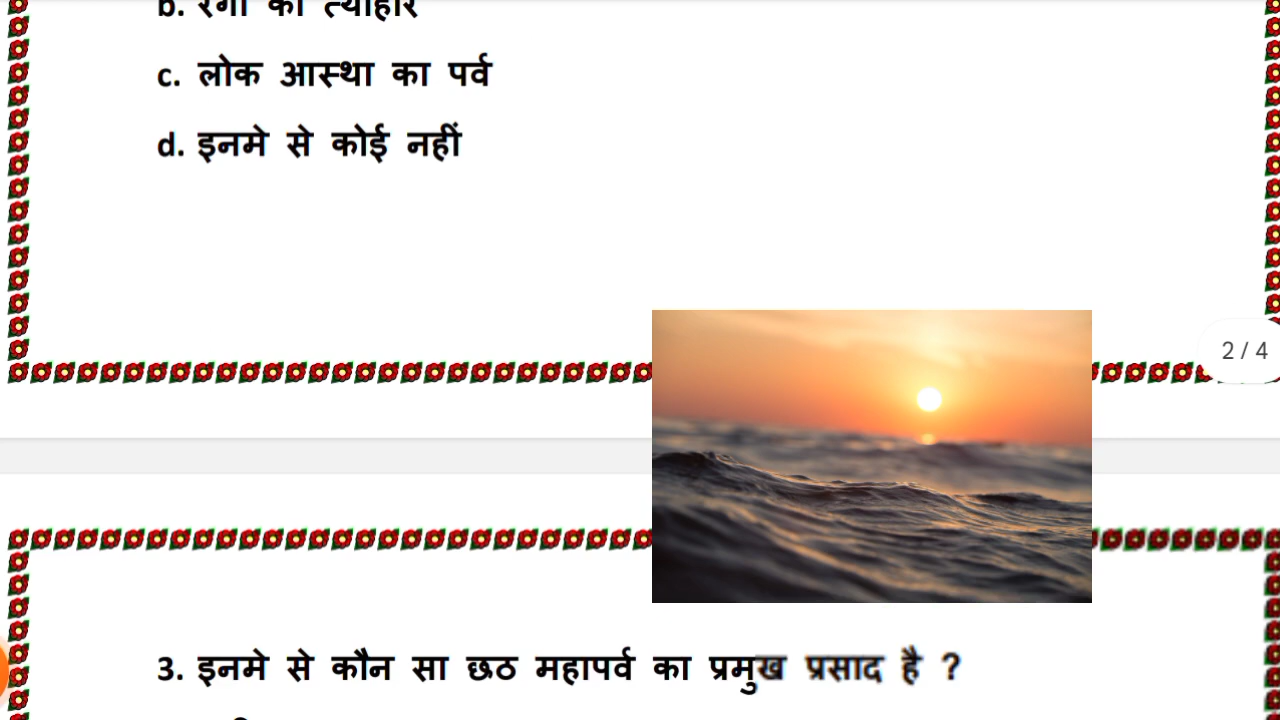 b. रंगों का त्योहार
c. लोक आस्था का पर्व
d. इनमे से कोई नहीं
2 / 4
3. इनमे से कौन सा छठ महापर्व का प्रमुख प्रसाद है ?